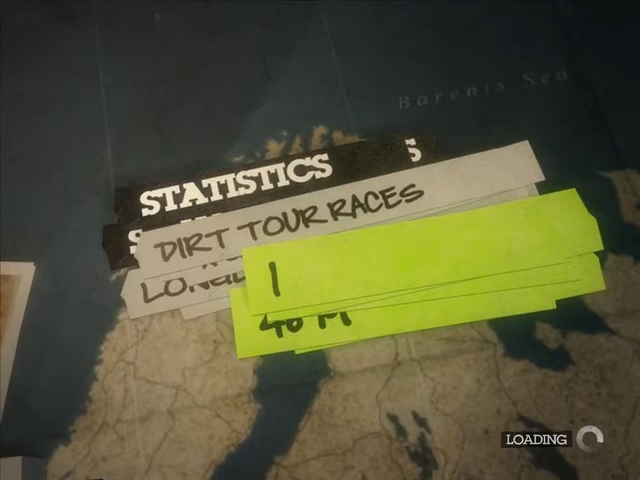 Barents Sea
STATISTICS
S
S
DIRT TOUR RACES
1
LOADING